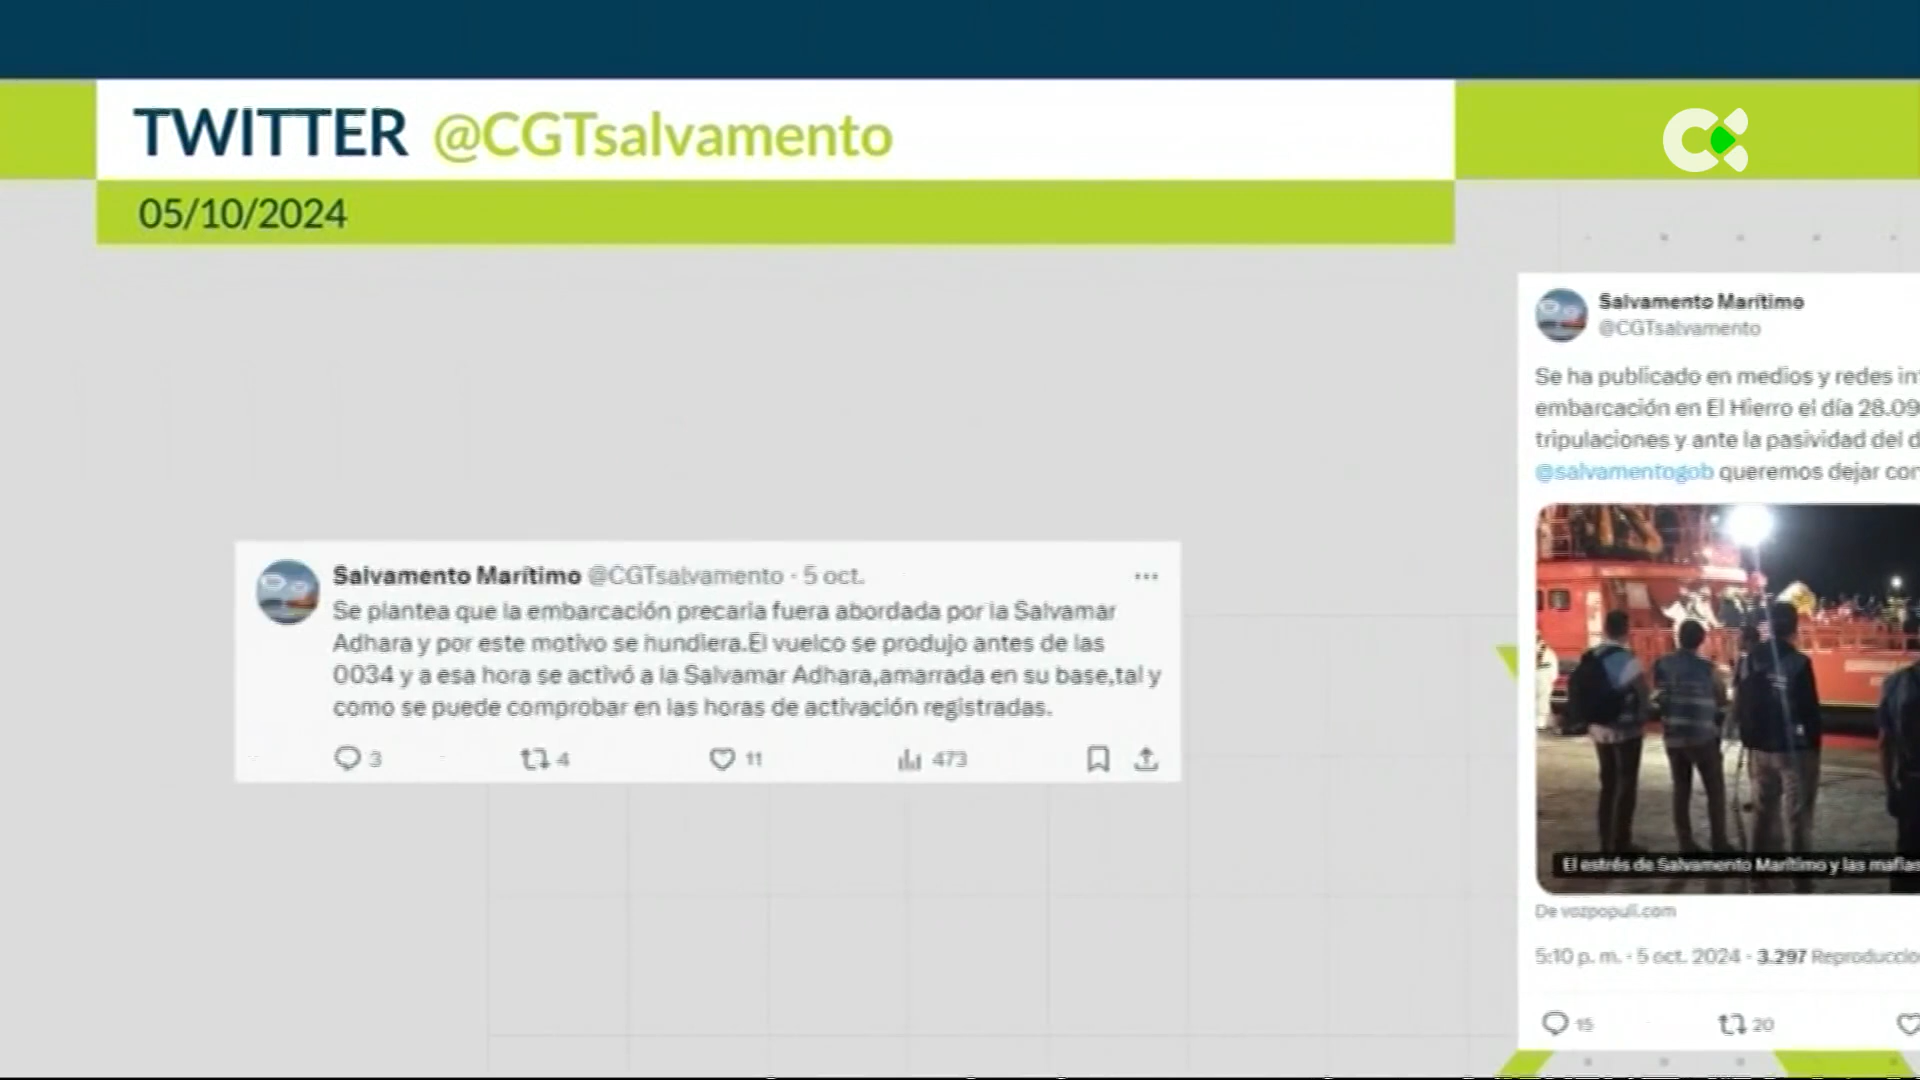 TWITTER @CGTsalvamento
05/10/2024
Salvamento Marítimo @CGTsalvamento · 5 oct.
Se plantea que la embarcación precaria fuera abordada por la Salvamar
Adhara y por este motivo se hundiera.El vuelco se produjo antes de las
0034 y a esa hora se activó a la Salvamar Adhara,amarrada en su base,tal y
como se puede comprobar en las horas de activación registradas.
3 4 11 473
Salvamento Marítimo
@CGTsalvamento
Se ha publicado en medios y redes
embarcación en El Hierro el día 28.09
tripulaciones y ante la pasividad del
@salvamentogob queremos dejar
El estrés de Salvamento Marítimo y las mafias
De vozpopuli.com
5:10 p. m. · 5 oct. 2024 · 3.297 Reproduccio
15 20